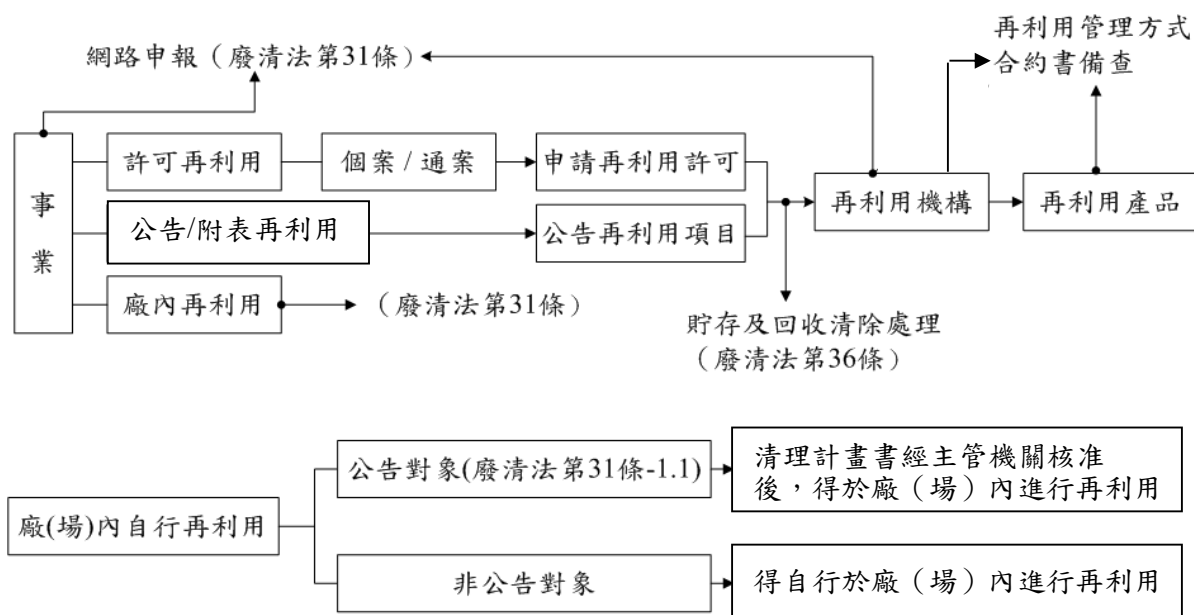 再利用管理方式
合約書備查
網路申報（廢清法第31條）
事業
許可再利用
個案 / 通案
申請再利用許可
公告/附表再利用
公告再利用項目
再利用機構
再利用產品
廠內再利用
（廢清法第31條）
貯存及回收清除處理
（廢清法第36條）
公告對象(廢清法第31條-1.1)
清理計畫書經主管機關核准
後，得於廠（場）內進行再利用
廠(場)內自行再利用
非公告對象
得自行於廠（場）內進行再利用